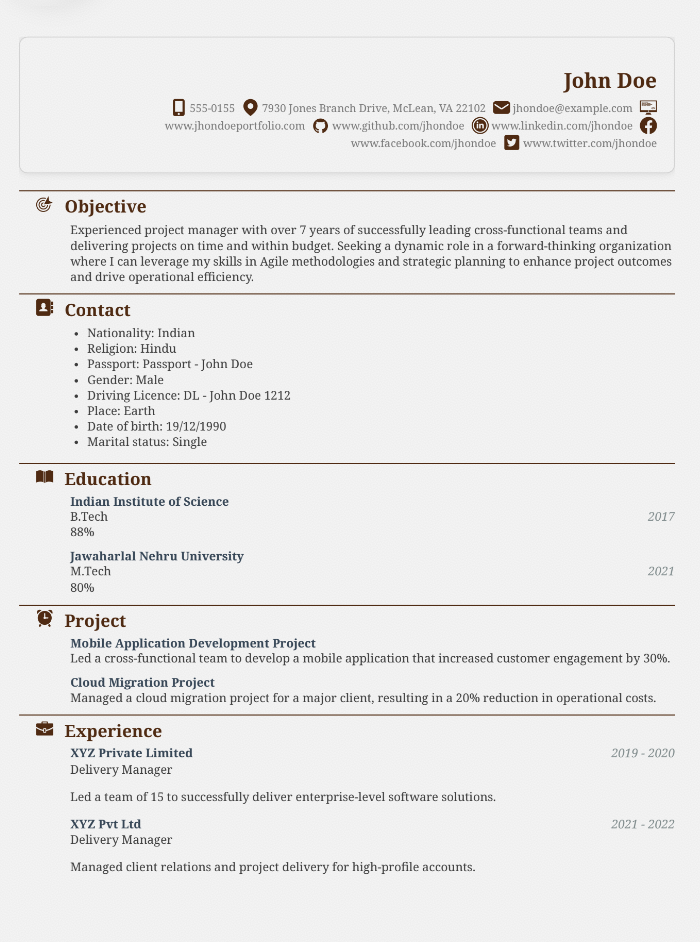 John Doe
555-0155 7930 Jones Branch Drive, McLean, VA 22102 jhondoe@example.com
www.jhondoeportfolio.com www.github.com/jhondoe www.linkedin.com/jhondoe
www.facebook.com/jhondoe www.twitter.com/jhondoe
Objective
Experienced project manager with over 7 years of successfully leading cross-functional teams and
delivering projects on time and within budget. Seeking a dynamic role in a forward-thinking organization
where I can leverage my skills in Agile methodologies and strategic planning to enhance project outcomes
and drive operational efficiency.
Contact
• Nationality: Indian
• Religion: Hindu
• Passport: Passport - John Doe
• Gender: Male
• Driving Licence: DL - John Doe 1212
• Place: Earth
• Date of birth: 19/12/1990
• Marital status: Single
Education
Indian Institute of Science
B.Tech 2017
88%
Jawaharlal Nehru University
M.Tech 2021
80%
Project
Mobile Application Development Project
Led a cross-functional team to develop a mobile application that increased customer engagement by 30%.
Cloud Migration Project
Managed a cloud migration project for a major client, resulting in a 20% reduction in operational costs.
Experience
XYZ Private Limited 2019 - 2020
Delivery Manager
Led a team of 15 to successfully deliver enterprise-level software solutions.
XYZ Pvt Ltd 2021 - 2022
Delivery Manager
Managed client relations and project delivery for high-profile accounts.